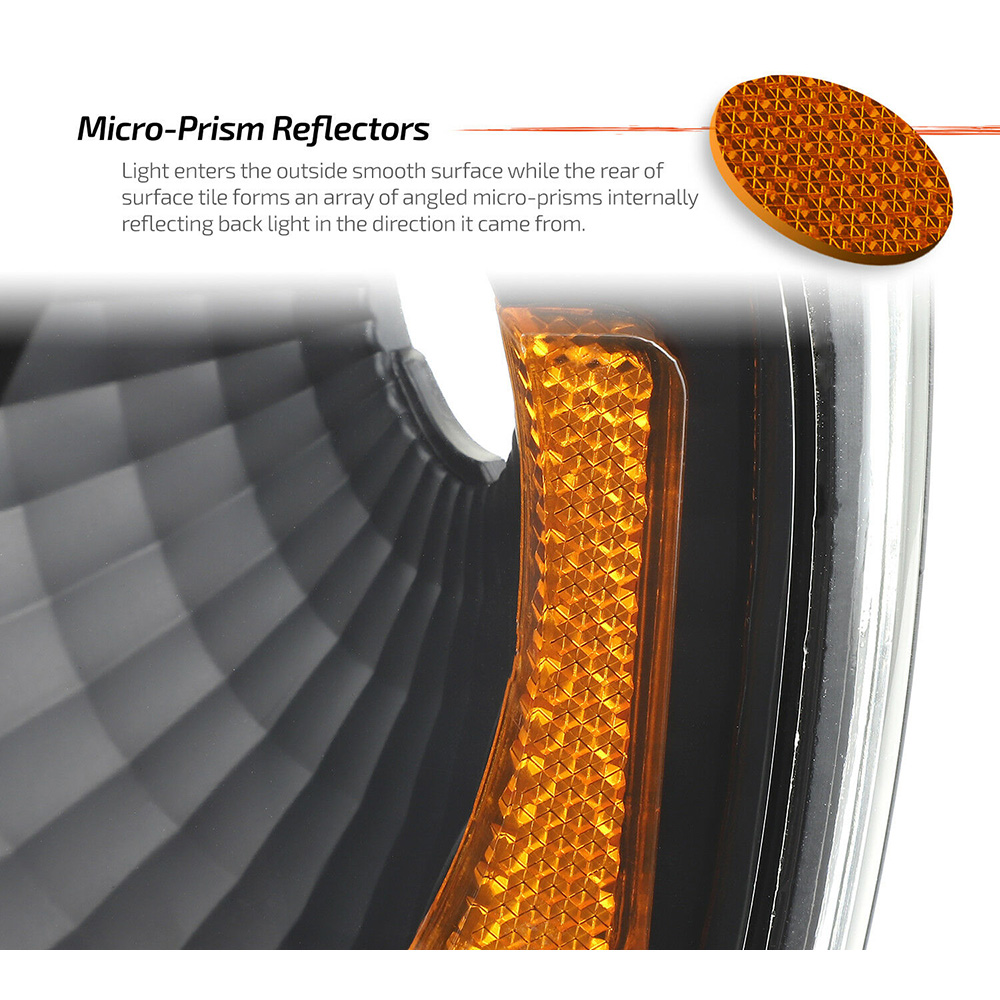 Micro-Prism Reflectors
Light enters the outside smooth surface while the rear of
surface tile forms an array of angled micro-prisms internally
reflecting back light in the direction it came from.